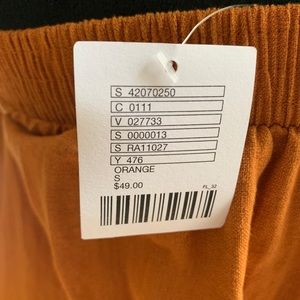 S 42070250
C 0111
V 027733
S 0000013
S RA11027
Y 476
ORANGE
S
$49.00
FL_32